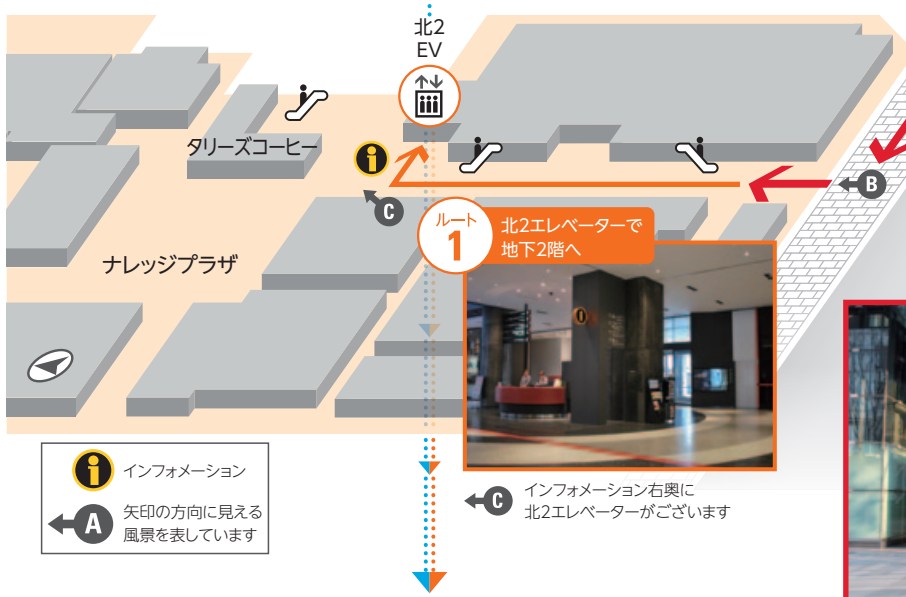 北2
EV
タリーズコーヒー
i
C
B
ルート
1
北2エレベーターで
地下2階へ
ナレッジプラザ
i
i
インフォメーション
A
矢印の方向に見える
風景を表しています
C
インフォメーション右奥に
北2エレベーターがございます